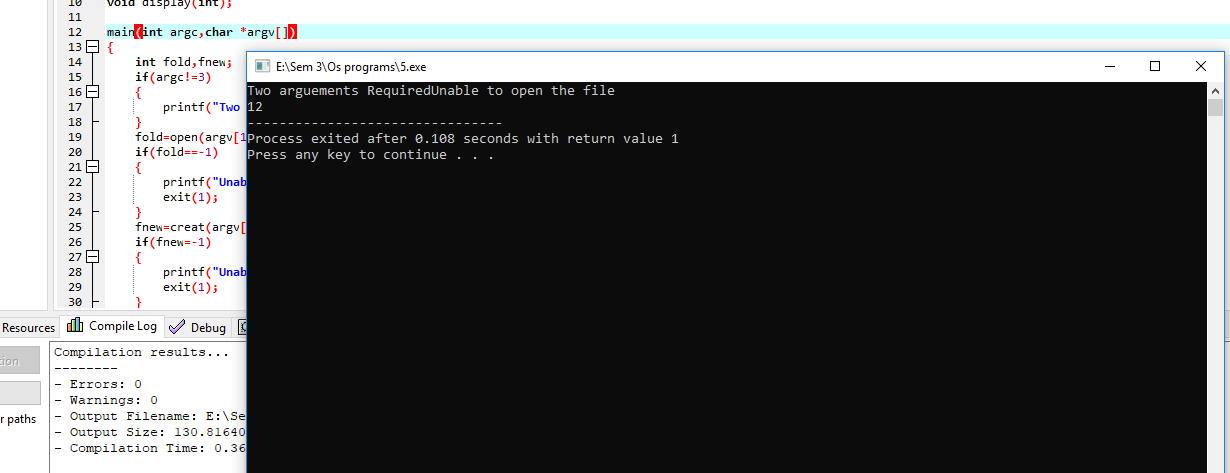 10 void display(int);
11
12 main(int argc,char *argv[])
13 {
14 int fold,fnew;
15 if(argc!=3)
16 {
17 printf("Two
18 }
19 fold=open(argv[1
20 if(fold==-1)
21 {
22 printf("Unab
23 exit(1);
24 }
25 fnew=creat(argv[
26 if(fnew=-1)
27 {
28 printf("Unab
29 exit(1);
30 }
E:\Sem 3\Os programs\5.exe
Two arguements RequiredUnable to open the file
12
--------------------------------
Process exited after 0.108 seconds with return value 1
Press any key to continue . . .
Resources Compile Log Debug
tion
r paths
Compilation results...
--------
- Errors: 0
- Warnings: 0
- Output Filename: E:\Se
- Output Size: 130.81640
- Compilation Time: 0.36